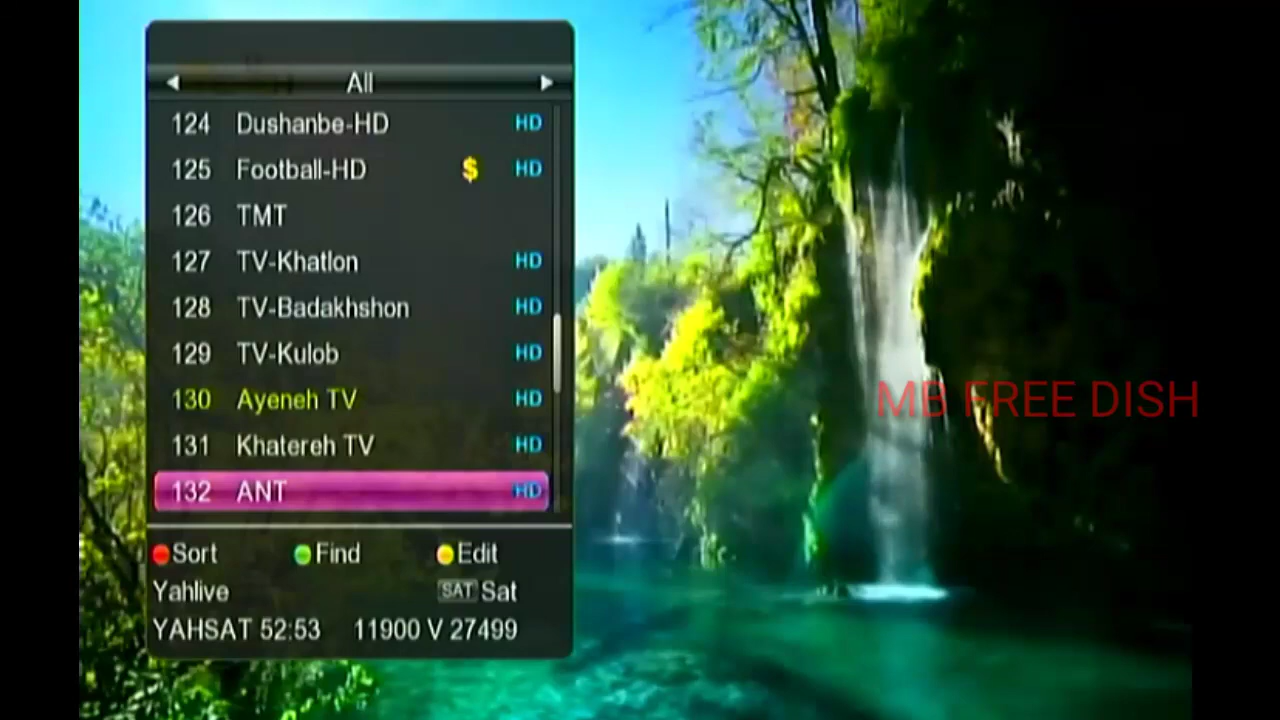 All
124 Dushanbe-HD HD
125 Football-HD $ HD
126 TMT
127 TV-Khatlon HD
128 TV-Badakhshon HD
129 TV-Kulob HD
130 Ayeneh TV HD
131 Khatereh TV HD
132 ANT HD
Sort Find Edit
Yahlive SAT Sat
YAHSAT 52:53 11900 V 27499
MB FREE DISH